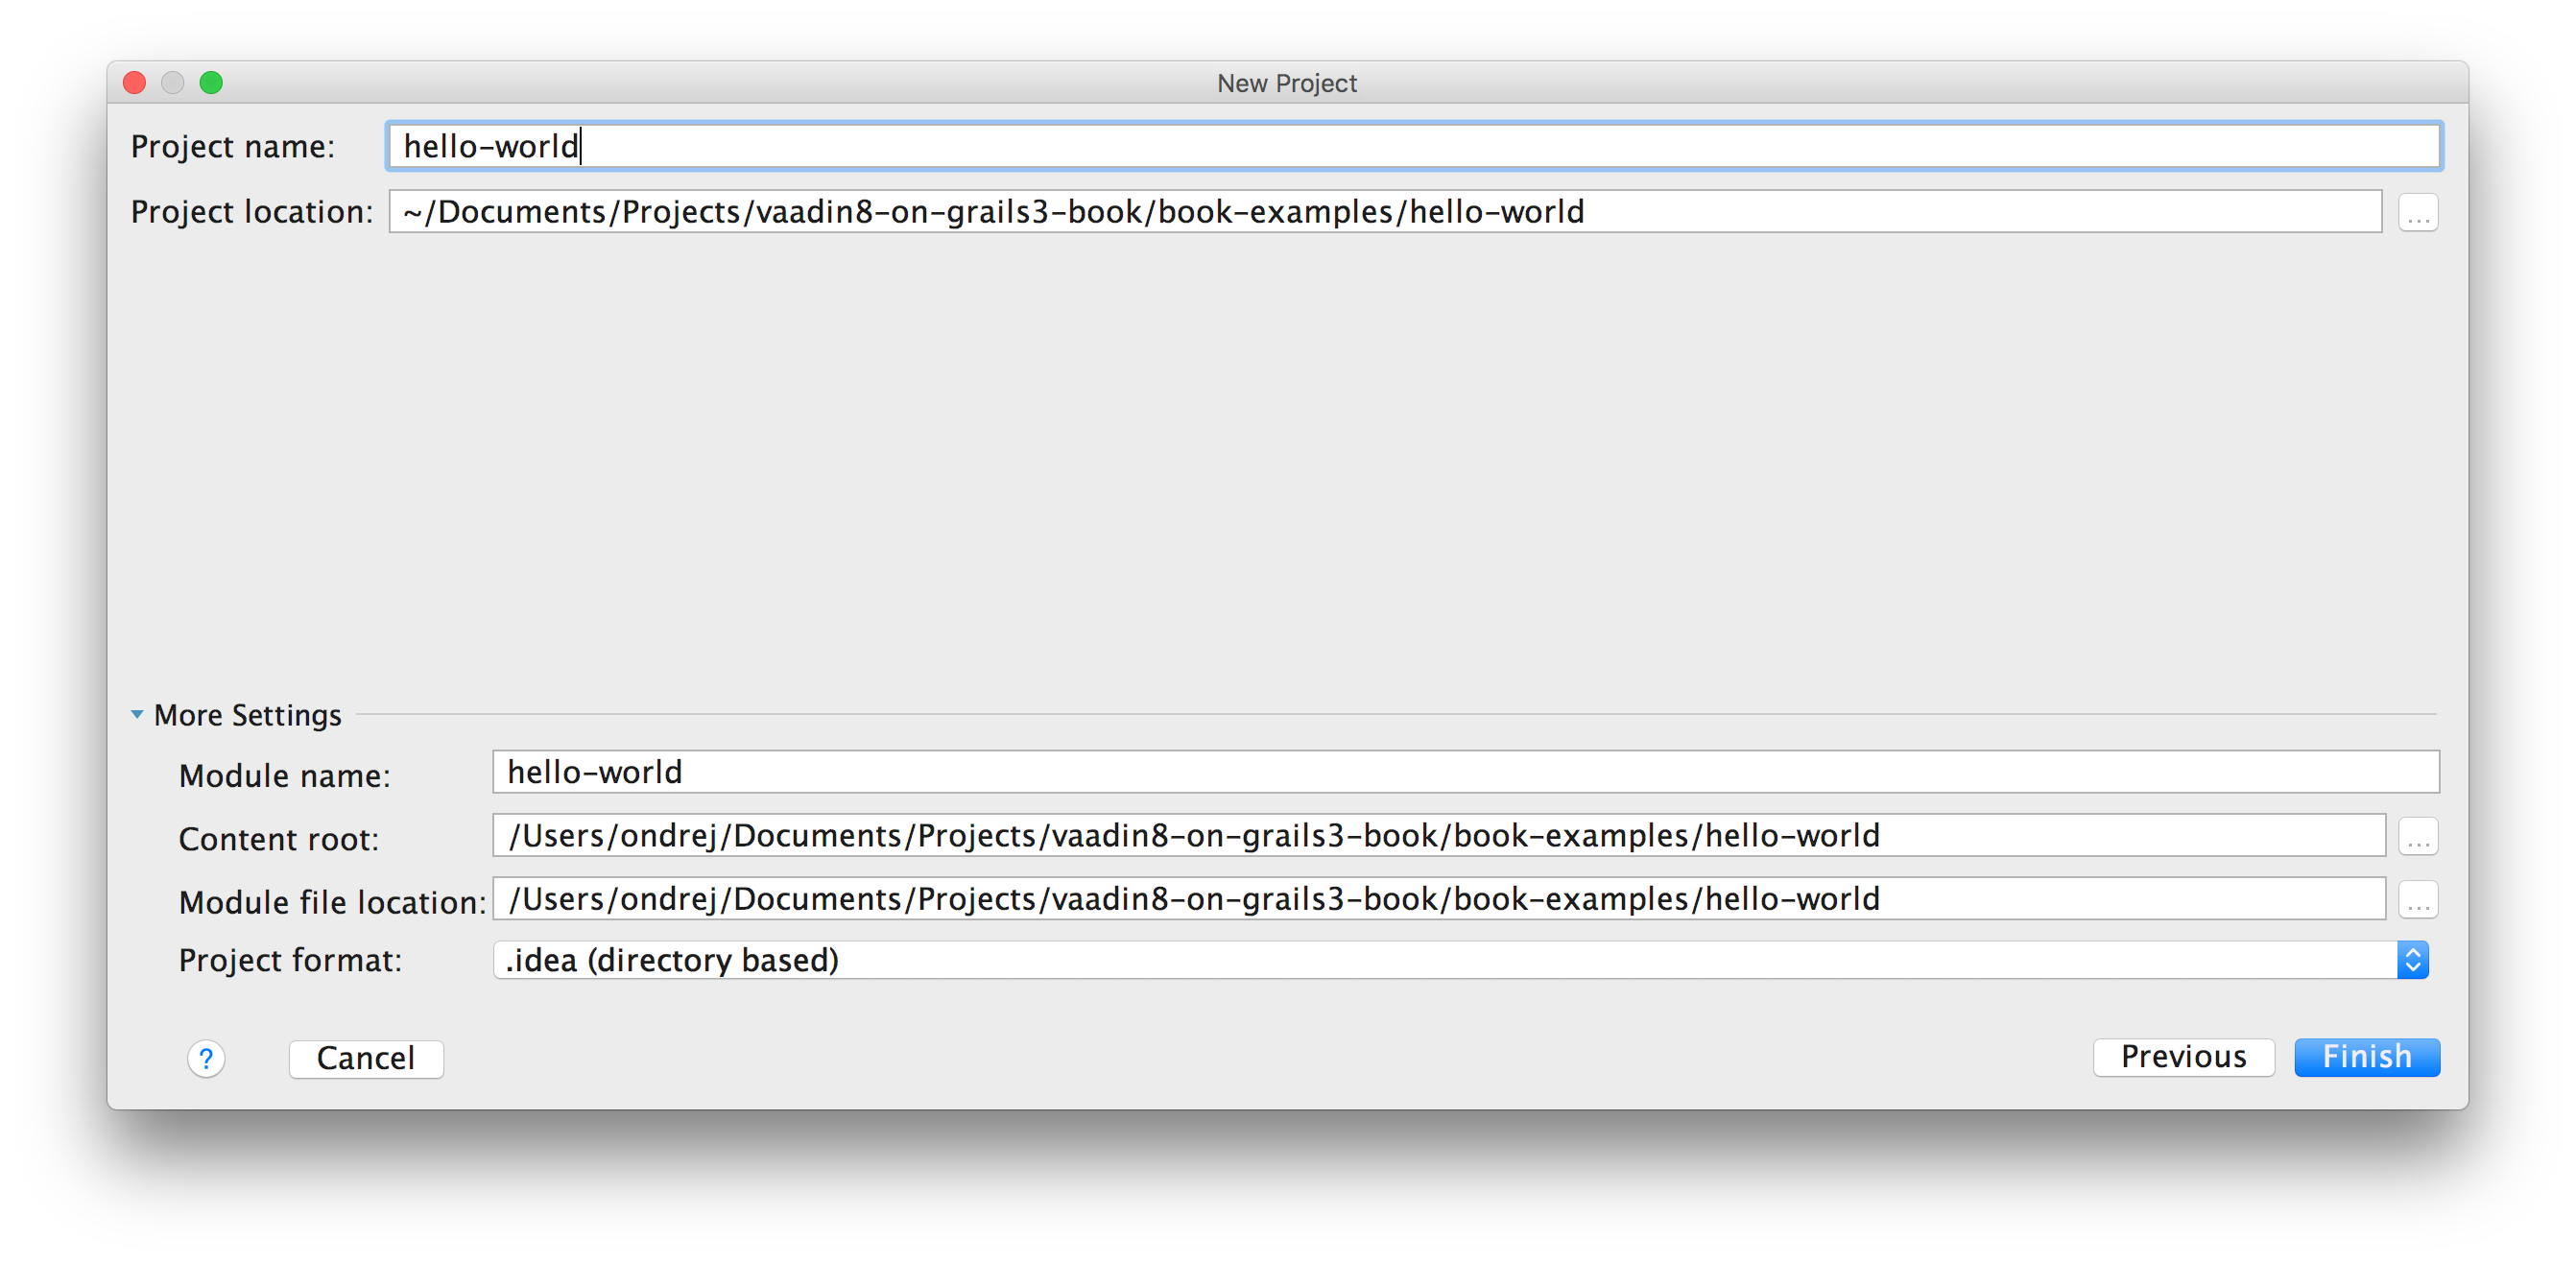 New Project
Project name: hello-world
Project location: ~/Documents/Projects/vaadin8-on-grails3-book/book-examples/hello-world ...
More Settings
Module name: hello-world
Content root: /Users/ondrej/Documents/Projects/vaadin8-on-grails3-book/book-examples/hello-world ...
Module file location: /Users/ondrej/Documents/Projects/vaadin8-on-grails3-book/book-examples/hello-world ...
Project format: .idea (directory based)
? Cancel Previous Finish